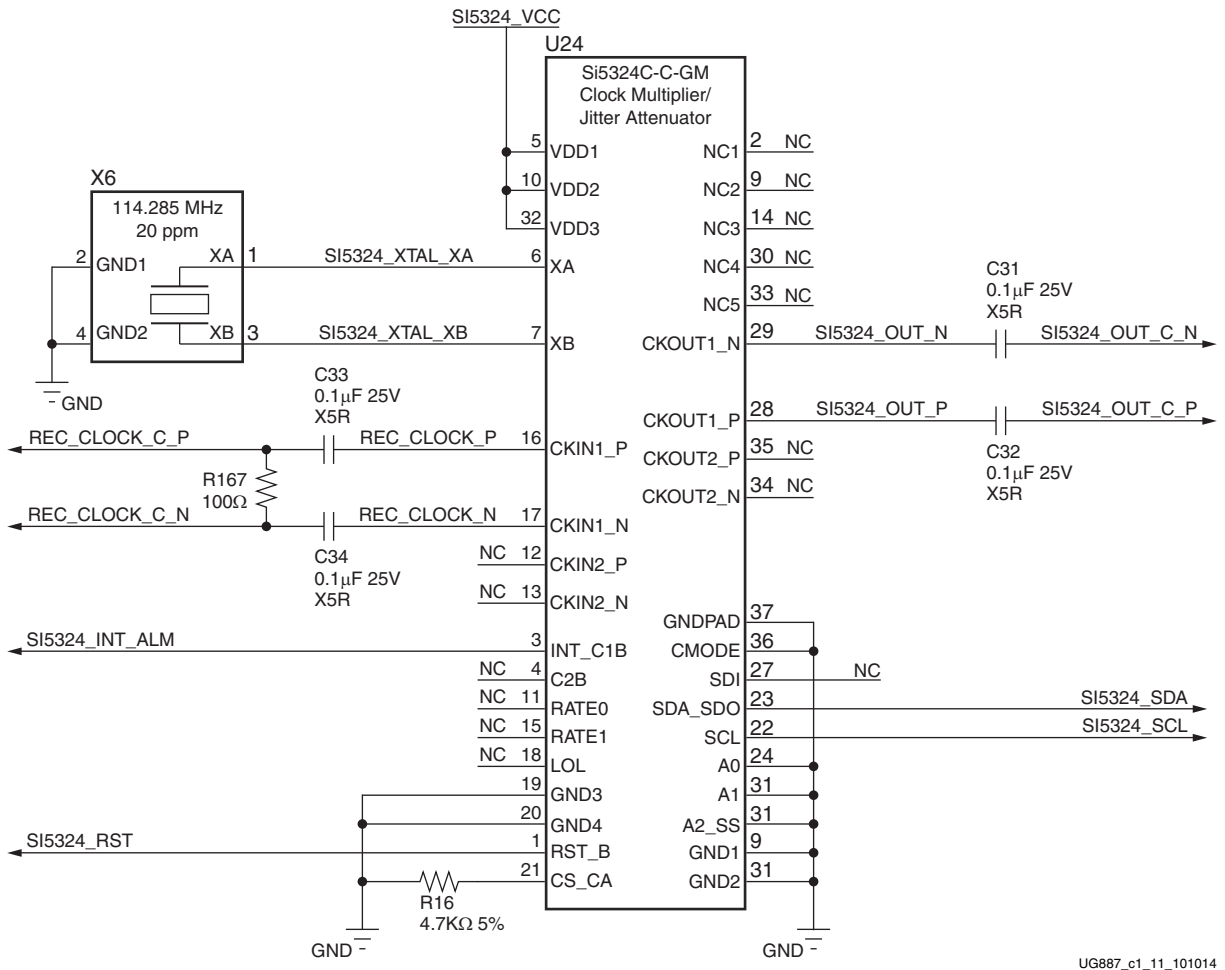 SI5324_VCC
U24
Si5324C-C-GM
Clock Multiplier/
Jitter Attenuator
5 VDD1
10 VDD2
32 VDD3
6 XA
7 XB
16 CKIN1_P
17 CKIN1_N
NC 12 CKIN2_P
NC 13 CKIN2_N
3 INT_C1B
NC 4 C2B
NC 11 RATE0
NC 15 RATE1
NC 18 LOL
19 GND3
20 GND4
1 RST_B
21 CS_CA
NC1 2 NC
NC2 9 NC
NC3 14 NC
NC4 30 NC
NC5 33 NC
CKOUT1_N 29 SI5324_OUT_N
CKOUT1_P 28 SI5324_OUT_P
CKOUT2_P 35 NC
CKOUT2_N 34 NC
GNDPAD 37
CMODE 36
SDI 27 NC
SDA_SDO 23 SI5324_SDA
SCL 22 SI5324_SCL
A0 24
A1 31
A2_SS 31
GND1 9
GND2 31
GND
X6
114.285 MHz
20 ppm
2 GND1 XA 1 SI5324_XTAL_XA
4 GND2 XB 3 SI5324_XTAL_XB
GND
C33
0.1μF 25V
X5R
REC_CLOCK_C_P REC_CLOCK_P
R167
100Ω
REC_CLOCK_C_N REC_CLOCK_N
C34
0.1μF 25V
X5R
SI5324_INT_ALM
SI5324_RST
R16
4.7KΩ 5%
GND
C31
0.1μF 25V
X5R
SI5324_OUT_C_N
SI5324_OUT_C_P
C32
0.1μF 25V
X5R
UG887_c1_11_101014